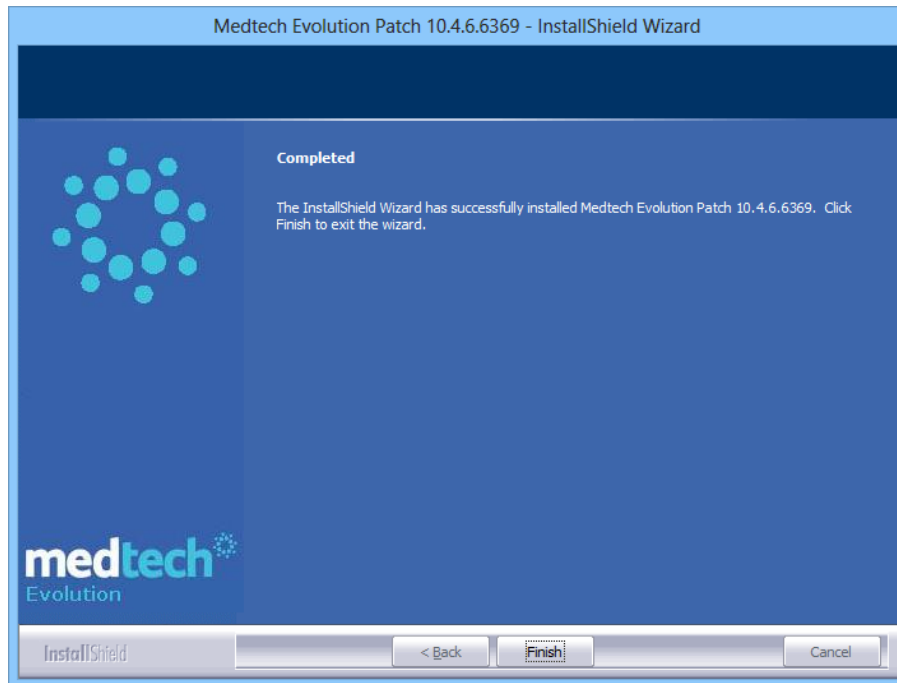 Medtech Evolution Patch 10.4.6.6369 - InstallShield Wizard
Completed
The InstallShield Wizard has successfully installed Medtech Evolution Patch 10.4.6.6369. Click
Finish to exit the wizard.
medtech
Evolution
InstallShield
< Back
Finish
Cancel